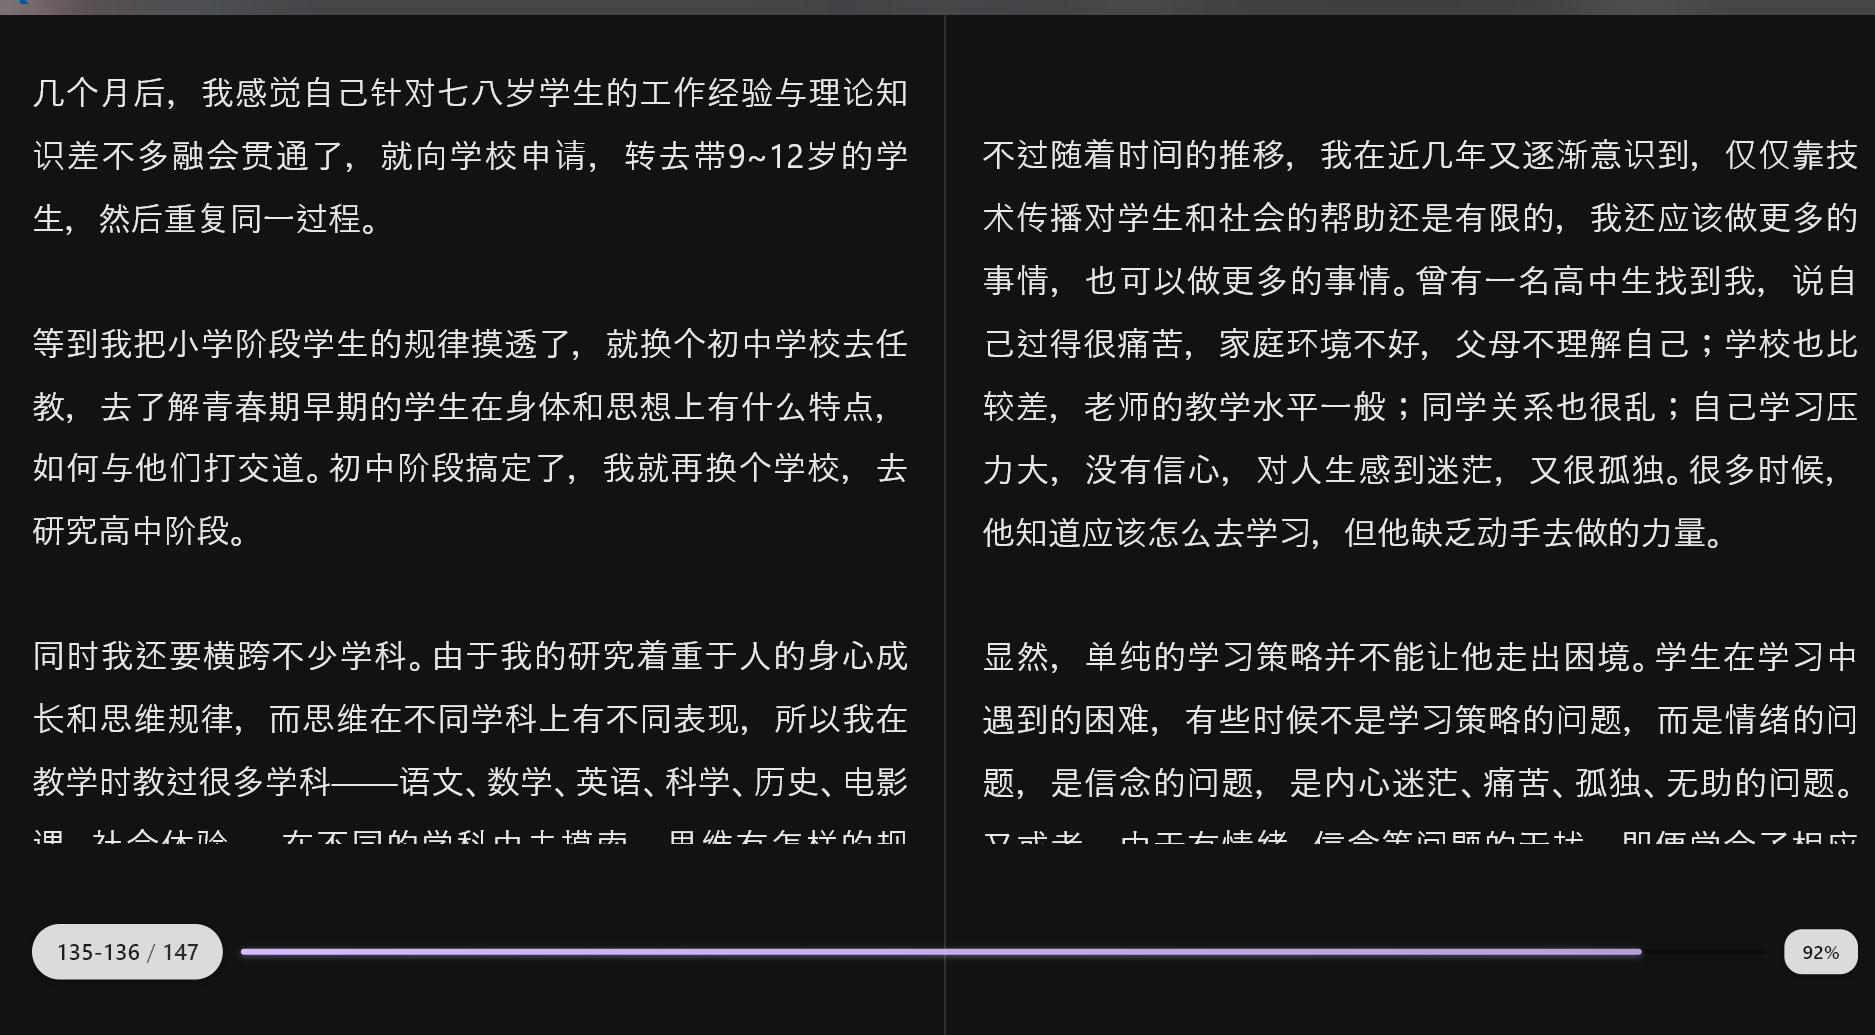 几个月后，我感觉自己针对七八岁学生的工作经验与理论知
识差不多融会贯通了，就向学校申请，转去带9~12岁的学
生，然后重复同一过程。
等到我把小学阶段学生的规律摸透了，就换个初中学校去任
教，去了解青春期早期的学生在身体和思想上有什么特点，
如何与他们打交道。初中阶段搞定了，我就再换个学校，去
研究高中阶段。
同时我还要横跨不少学科。由于我的研究着重于人的身心成
长和思维规律，而思维在不同学科上有不同表现，所以我在
教学时教过很多学科——语文、数学、英语、科学、历史、电影
不过随着时间的推移，我在近几年又逐渐意识到，仅仅靠技
术传播对学生和社会的帮助还是有限的，我还应该做更多的
事情，也可以做更多的事情。曾有一名高中生找到我，说自
己过得很痛苦，家庭环境不好，父母不理解自己；学校也比
较差，老师的教学水平一般；同学关系也很乱；自己学习压
力大，没有信心，对人生感到迷茫，又很孤独。很多时候，
他知道应该怎么去学习，但他缺乏动手去做的力量。
显然，单纯的学习策略并不能让他走出困境。学生在学习中
遇到的困难，有些时候不是学习策略的问题，而是情绪的问
题，是信念的问题，是内心迷茫、痛苦、孤独、无助的问题。
135-136 / 147
92%